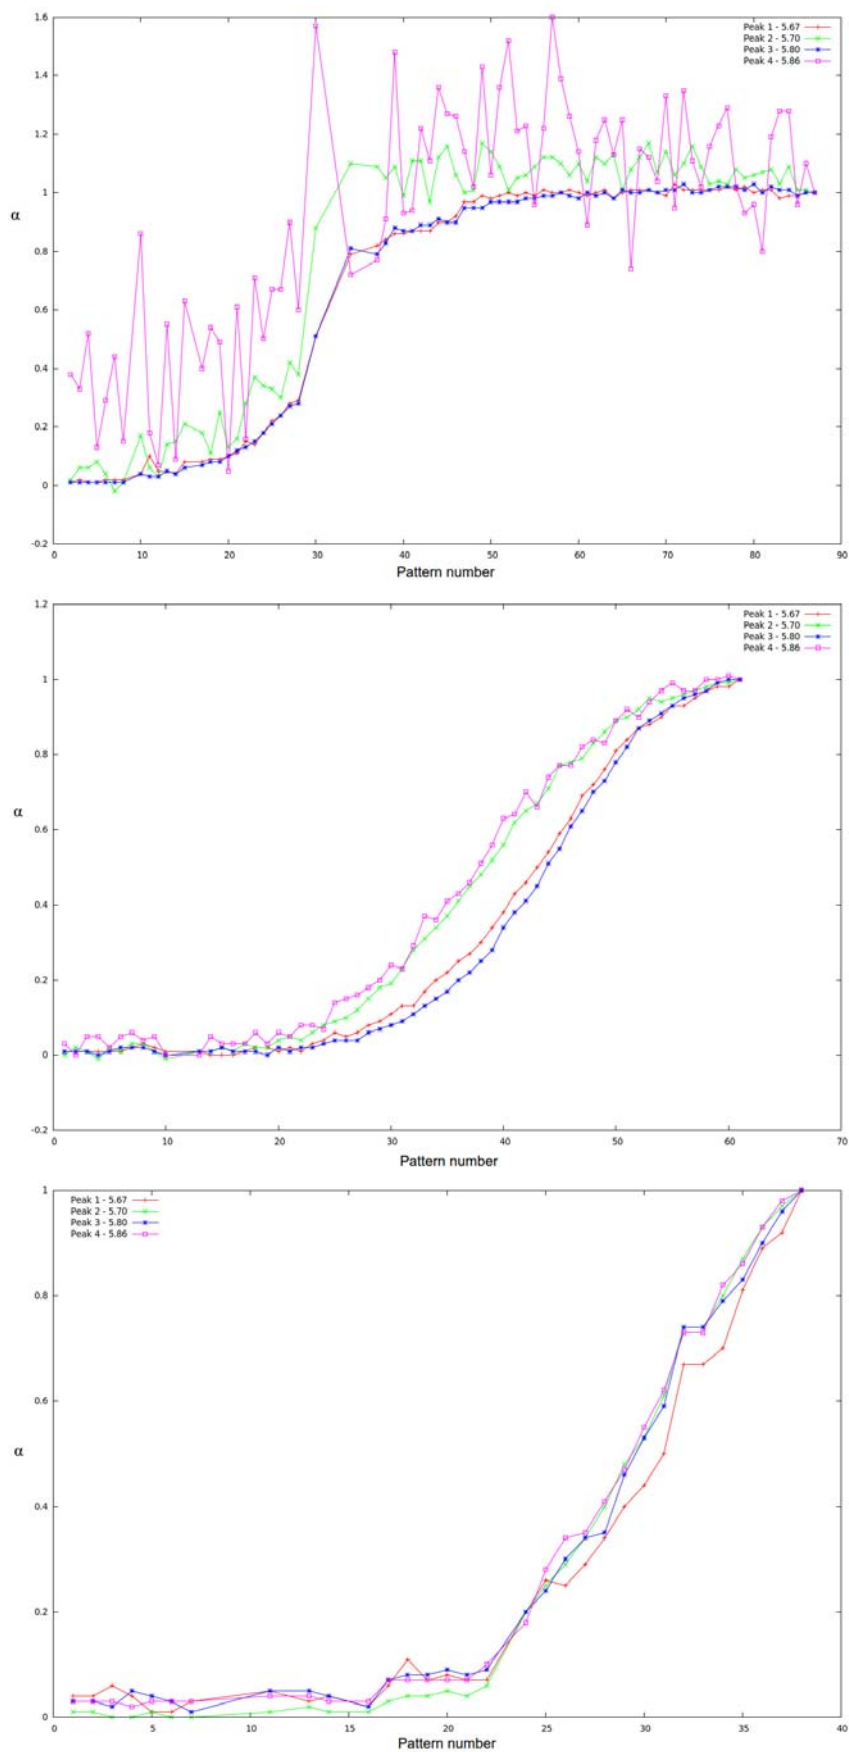 1.6
Peak 1 - 5.67
Peak 2 - 5.70
Peak 3 - 5.80
Peak 4 - 5.86
1.4
1.2
1
α
0.8
0.6
0.4
0.2
0
-0.2
0 10 20 30 40 50 60 70 80 90
Pattern number
1.2
Peak 1 - 5.67
Peak 2 - 5.70
Peak 3 - 5.80
Peak 4 - 5.86
1
0.8
α
0.6
0.4
0.2
0
-0.2
0 10 20 30 40 50 60 70
Pattern number
1
Peak 1 - 5.67
Peak 2 - 5.70
Peak 3 - 5.80
Peak 4 - 5.86
0.8
0.6
α
0.4
0.2
0
0 5 10 15 20 25 30 35 40
Pattern number